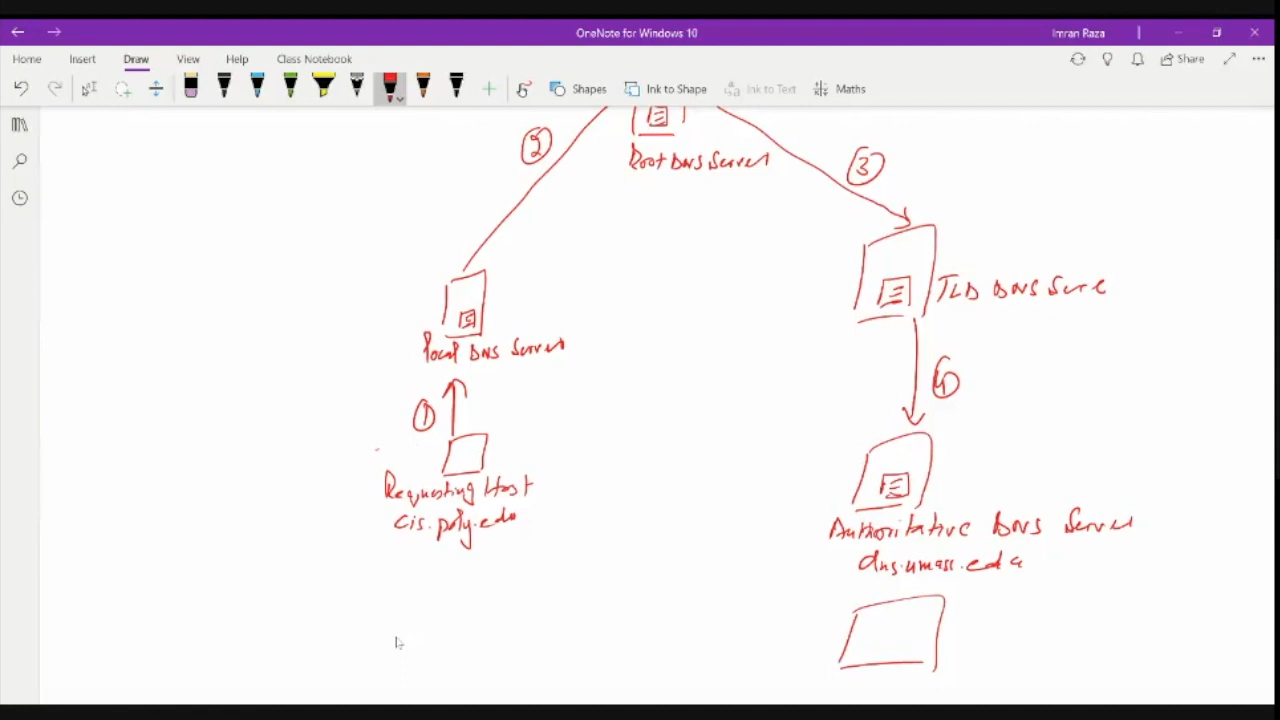 OneNote for Windows 10
Imran Raza
Home Insert Draw View Help Class Notebook
Share
Shapes
Ink to Shape
Ink to Text
Maths
2
Root DNS Server
3
TLD DNS Serve
local DNS Server
4
1
Requesting Host
cis.poly.edu
Authoritative DNS Server
dns.umass.edu